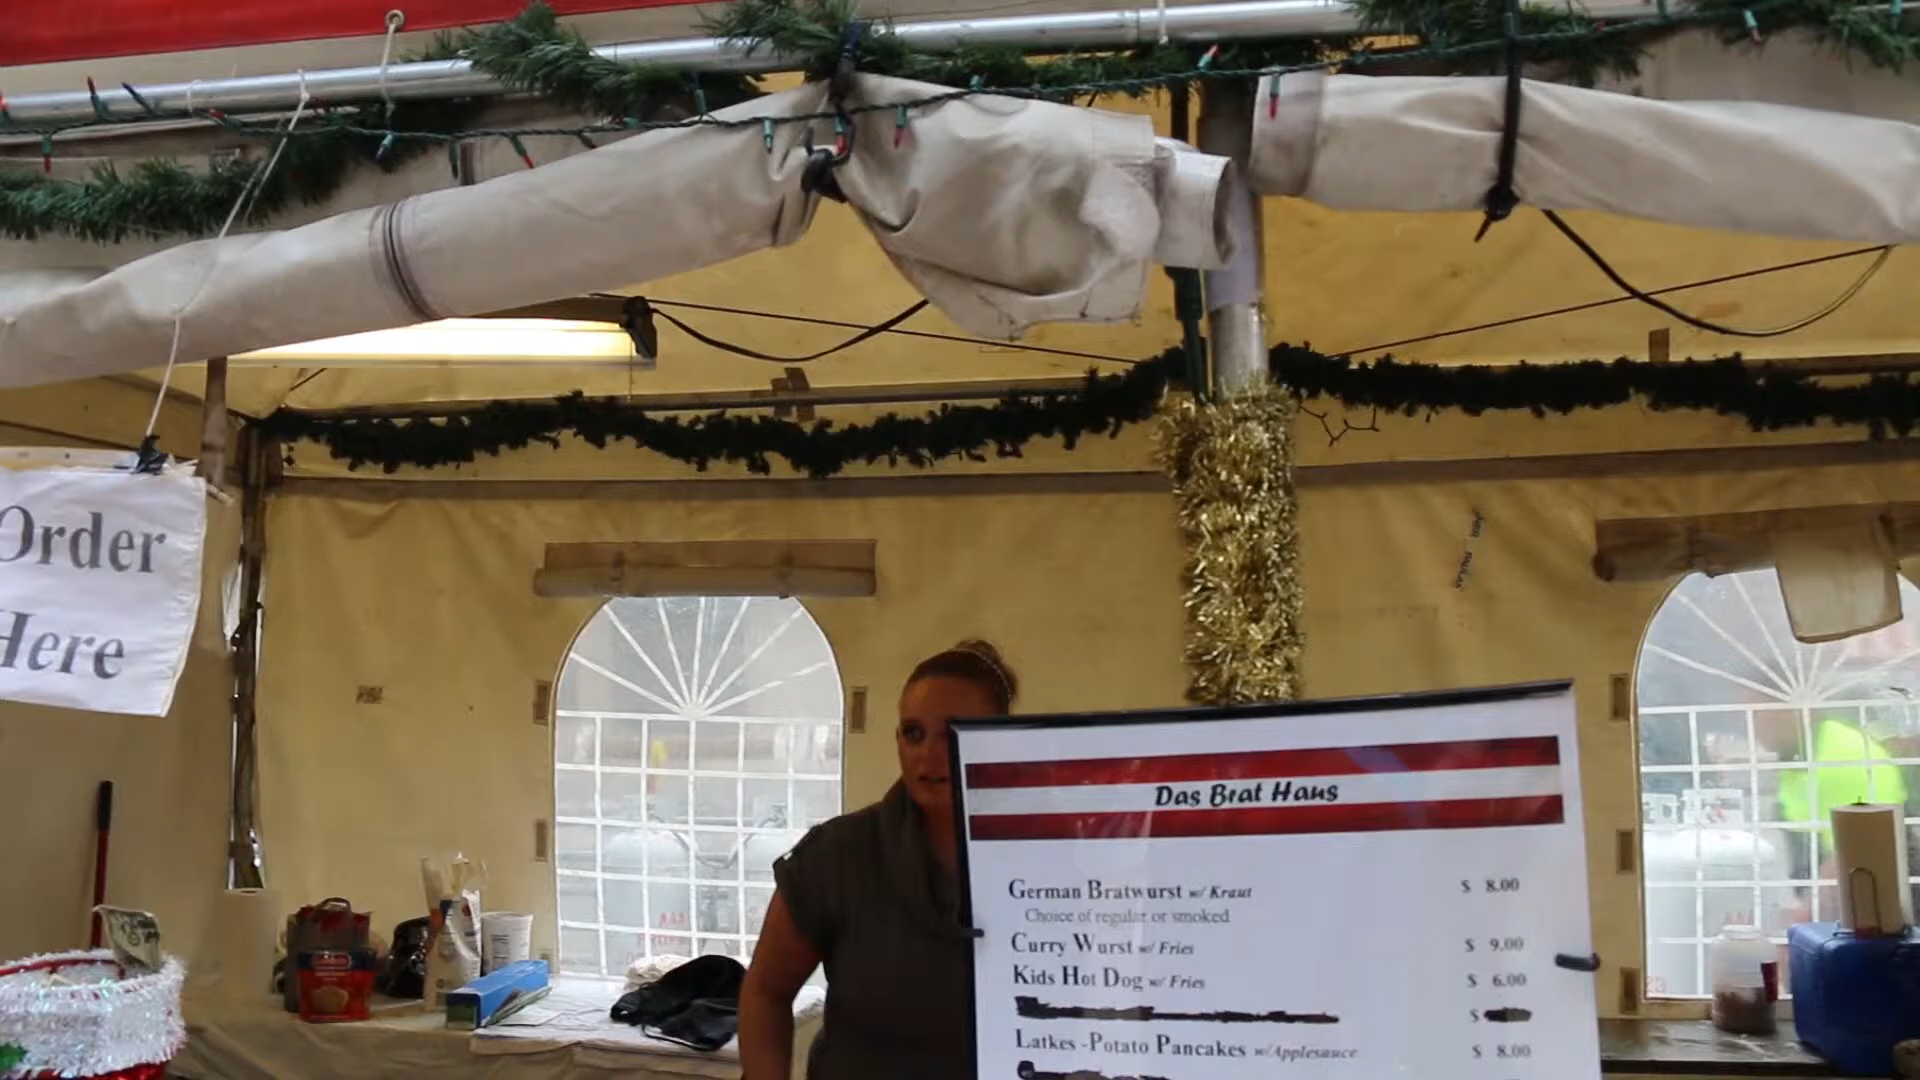 Order
Here
Das Brat Haus
German Bratwurst w/ Kraut $ 8.00
Choice of regular or smoked
Curry Wurst w/ Fries $ 9.00
Kids Hot Dog w/ Fries $ 6.00
$
Latkes -Potato Pancakes w/Applesauce $ 8.00